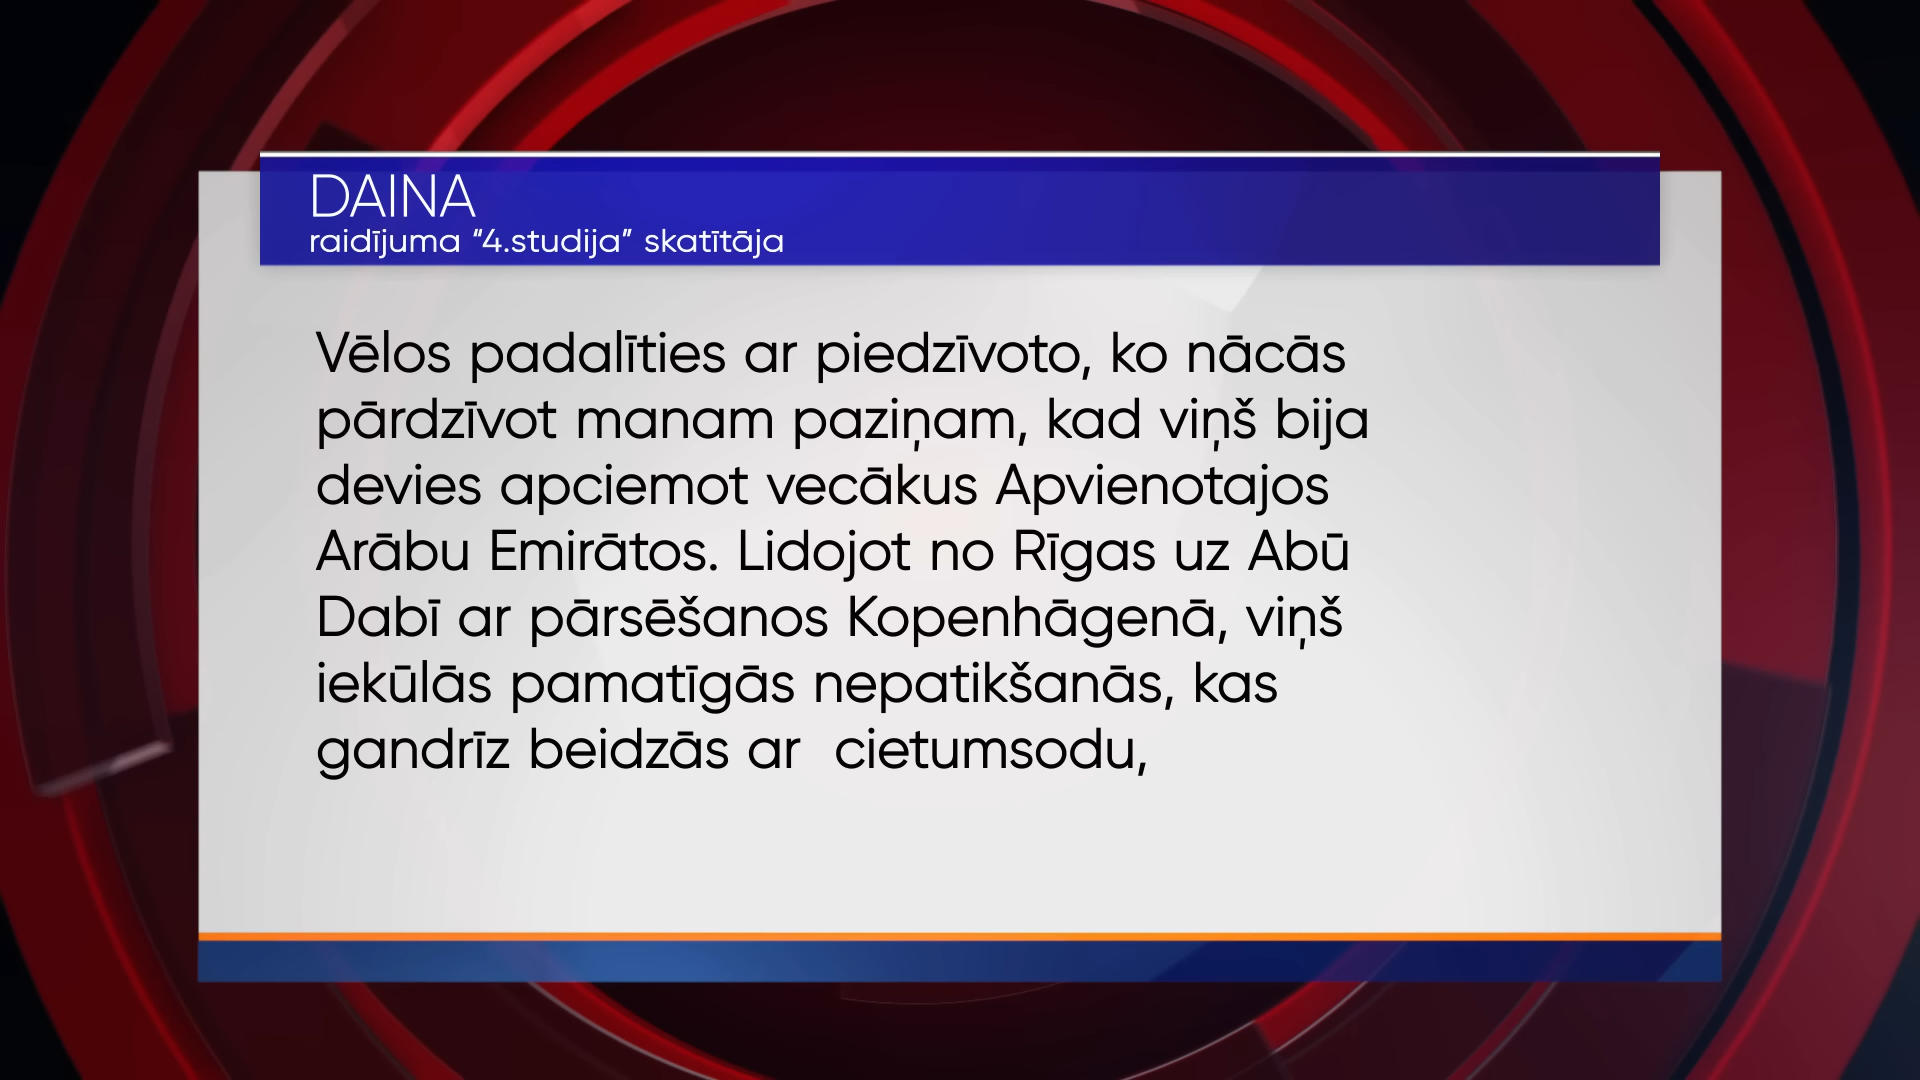 DAINA
raidījuma “4.studija” skatītāja
Vēlos padalīties ar piedzīvoto, ko nācās
pārdzīvot manam paziņam, kad viņš bija
devies apciemot vecākus Apvienotajos
Arābu Emirātos. Lidojot no Rīgas uz Abū
Dabī ar pārsēšanos Kopenhāgenā, viņš
iekūlās pamatīgās nepatikšanās, kas
gandrīz beidzās ar  cietumsodu,